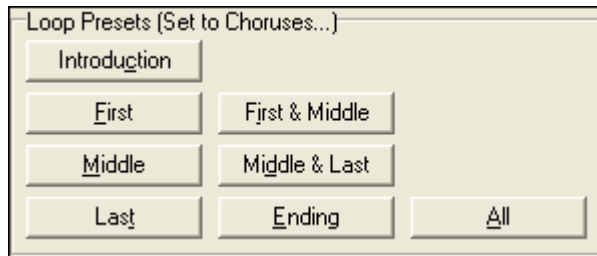 Loop Presets (Set to Choruses...)
Introduction
First First & Middle
Middle Middle & Last
Last Ending All